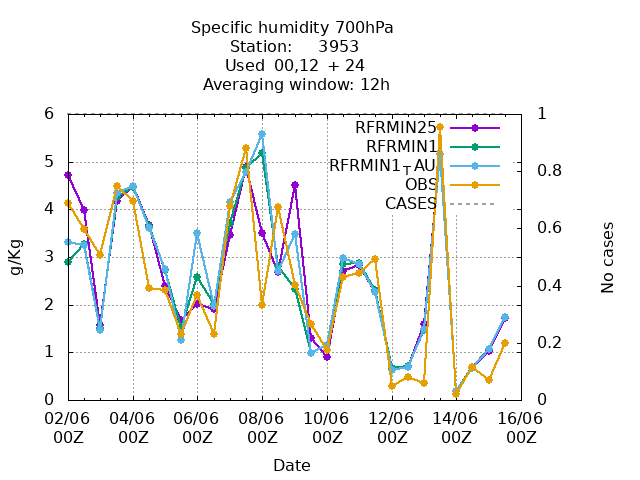 Specific humidity 700hPa
Station: 3953
Used 00,12 + 24
Averaging window: 12h
6
5
4
3
2
1
0
g/Kg
1
0.8
0.6
0.4
0.2
0
No cases
RFRMIN25
RFRMIN1
RFRMIN1TAU
OBS
CASES
02/06 04/06 06/06 08/06 10/06 12/06 14/06 16/06
00Z 00Z 00Z 00Z 00Z 00Z 00Z 00Z
Date